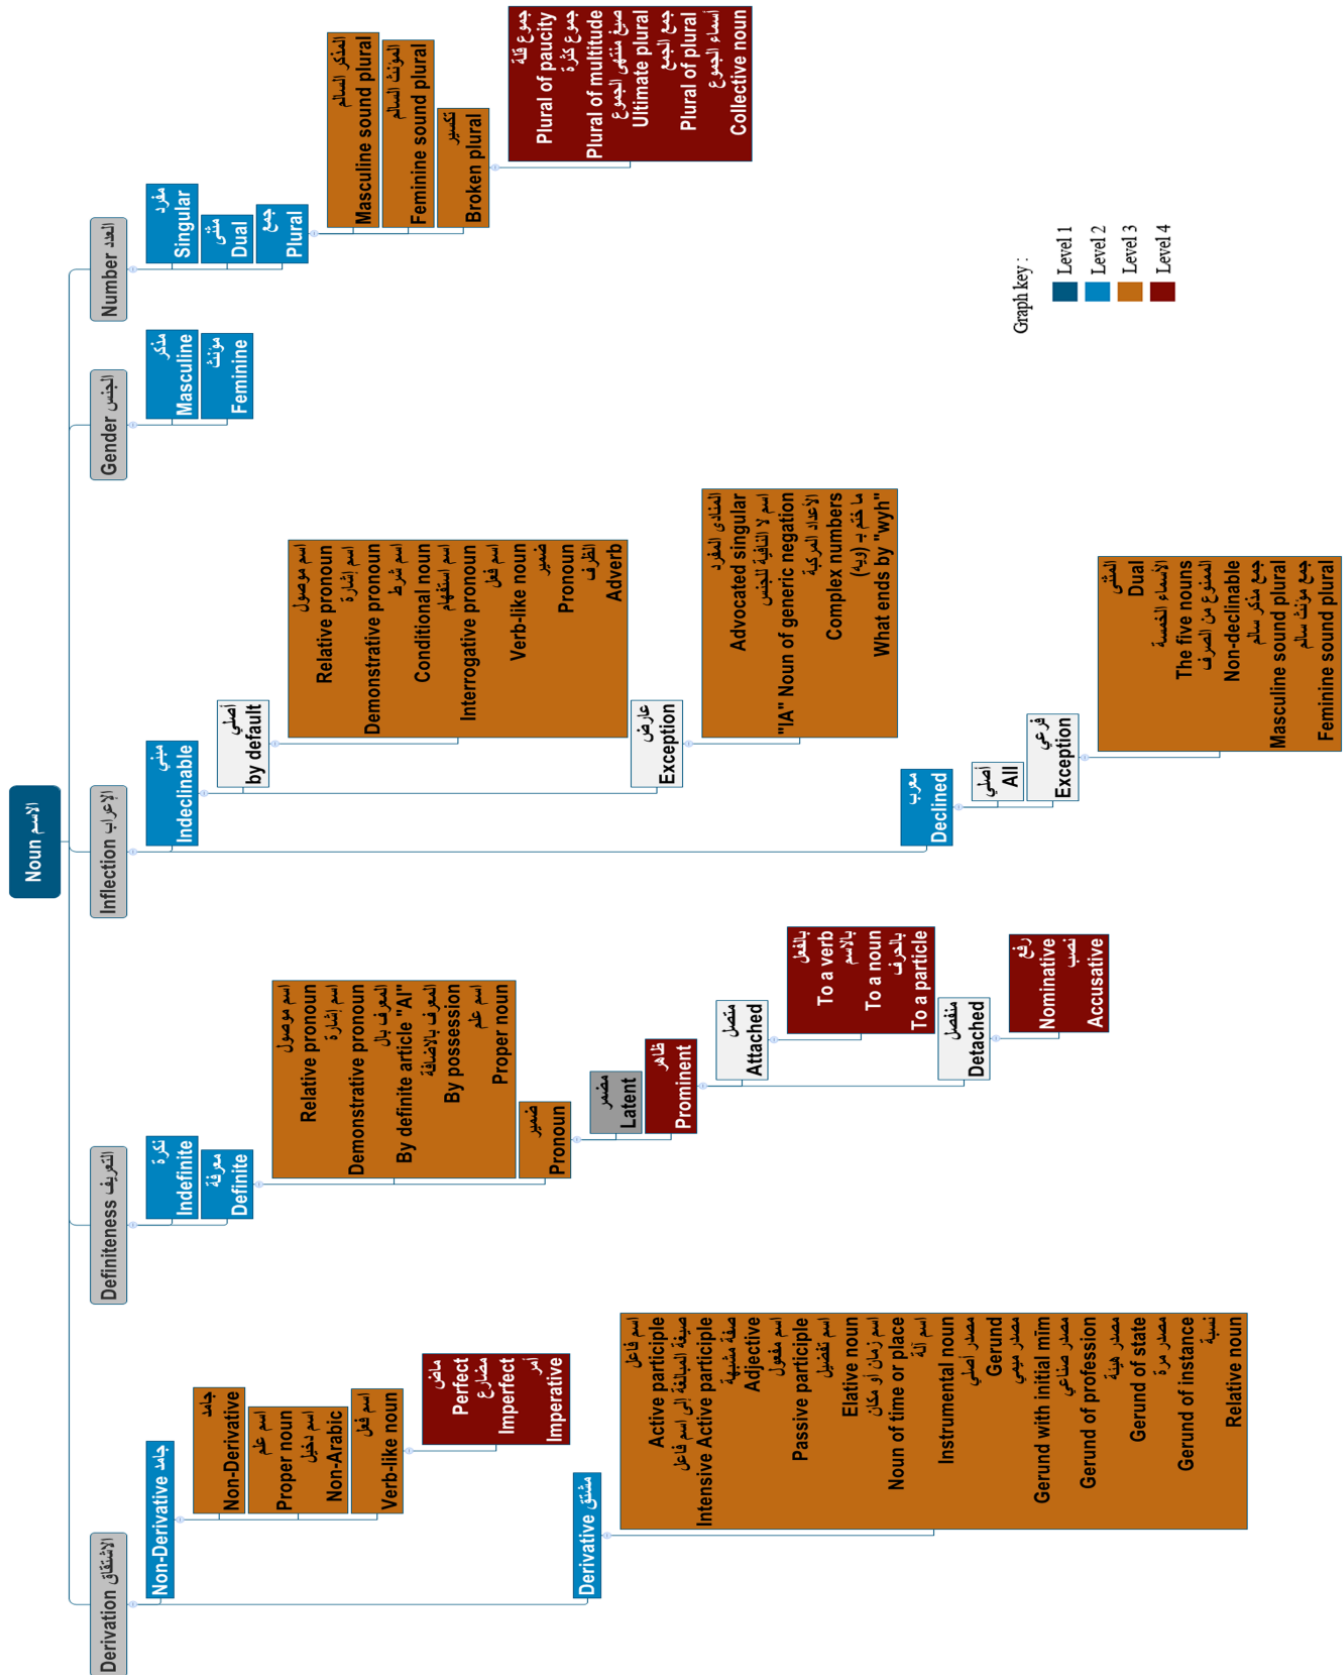 الاسم Noun
الاشتقاق Derivation
جامد Non-Derivative
جامد
Non-Derivative
اسم علم
Proper noun
اسم دخيل
Non-Arabic
اسم فعل
Verb-like noun
ماض
Perfect
مضارع
Imperfect
أمر
Imperative
مشتق Derivative
اسم فاعل
Active participle
صيغة المبالغة إلى اسم فاعل
Intensive Active participle
صفة مشبهة
Adjective
اسم مفعول
Passive participle
اسم تفضيل
Elative noun
اسم زمان أو مكان
Noun of time or place
اسم آلة
Instrumental noun
مصدر أصلي
Gerund
مصدر ميمي
Gerund with initial mīm
مصدر صناعي
Gerund of profession
مصدر هيئة
Gerund of state
مصدر مرة
Gerund of instance
نسبة
Relative noun
التعريف Definiteness
نكرة
Indefinite
معرفة
Definite
اسم موصول
Relative pronoun
اسم إشارة
Demonstrative pronoun
المعرف بال
By definite article "Al"
المعرف بالاضافة
By possession
اسم علم
Proper noun
ضمير
Pronoun
مضمر
Latent
ظاهر
Prominent
متصل
Attached
بالفعل
To a verb
بالاسم
To a noun
بالحرف
To a particle
منفصل
Detached
رفع
Nominative
نصب
Accusative
الإعراب Inflection
مبني
Indeclinable
أصلي
by default
اسم موصول
Relative pronoun
اسم إشارة
Demonstrative pronoun
اسم شرط
Conditional noun
اسم استفهام
Interrogative pronoun
اسم فعل
Verb-like noun
ضمير
Pronoun
الظرف
Adverb
عارض
Exception
المنادى المفرد
Advocated singular
اسم لا النافية للجنس
"lA" Noun of generic negation
الأعداد المركبة
Complex numbers
ما ختم بـ (ويه)
What ends by "wyh"
معرب
Declined
أصلي
All
فرعي
Exception
المثنى
Dual
الأسماء الخمسة
The five nouns
الممنوع من الصرف
Non-declinable
جمع مذكر سالم
Masculine sound plural
جمع مؤنث سالم
Feminine sound plural
الجنس Gender
مذكر
Masculine
مؤنث
Feminine
العدد Number
مفرد
Singular
مثنى
Dual
جمع
Plural
المذكر السالم
Masculine sound plural
المؤنث السالم
Feminine sound plural
تكسير
Broken plural
جموع قلة
Plural of paucity
جموع كثرة
Plural of multitude
صيغ منتهى الجموع
Ultimate plural
جمع الجمع
Plural of plural
أسماء الجموع
Collective noun
Graph key :
Level 1
Level 2
Level 3
Level 4